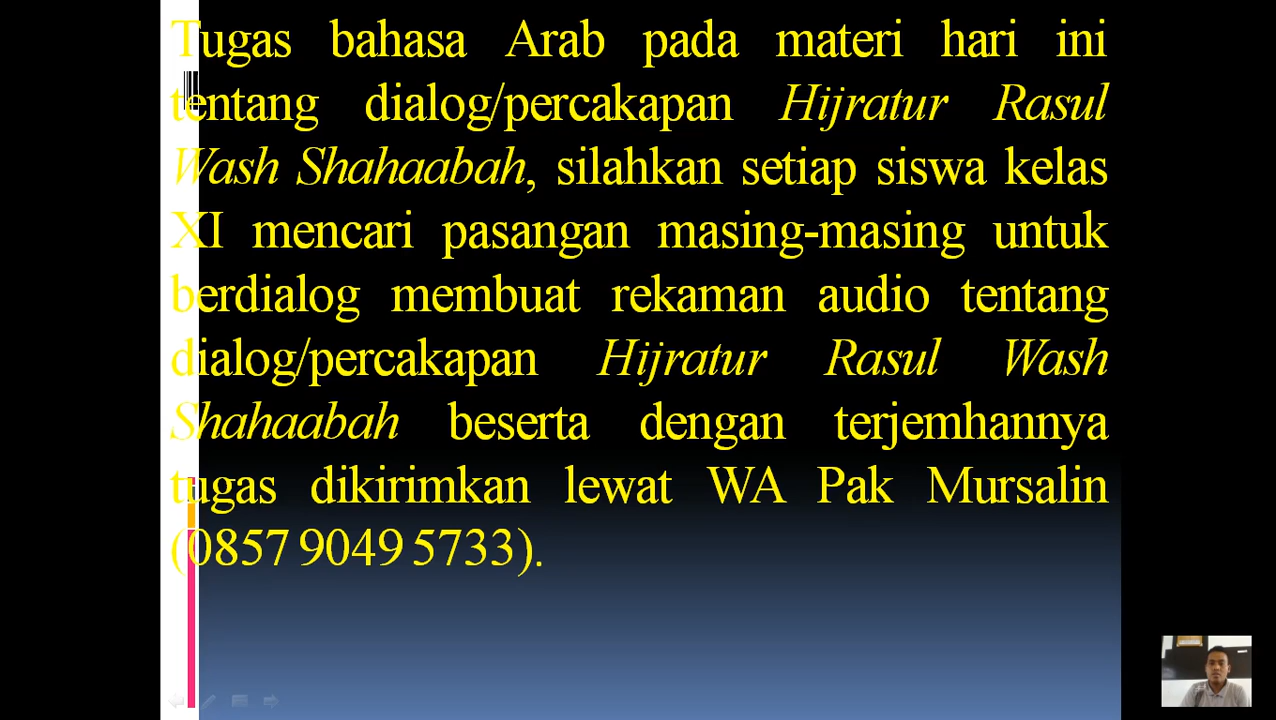 Tugas bahasa Arab pada materi hari ini
tentang dialog/percakapan Hijratur Rasul
Wash Shahaabah, silahkan setiap siswa kelas
XI mencari pasangan masing-masing untuk
berdialog membuat rekaman audio tentang
dialog/percakapan Hijratur Rasul Wash
Shahaabah beserta dengan terjemhannya
tugas dikirimkan lewat WA Pak Mursalin
(0857 9049 5733).